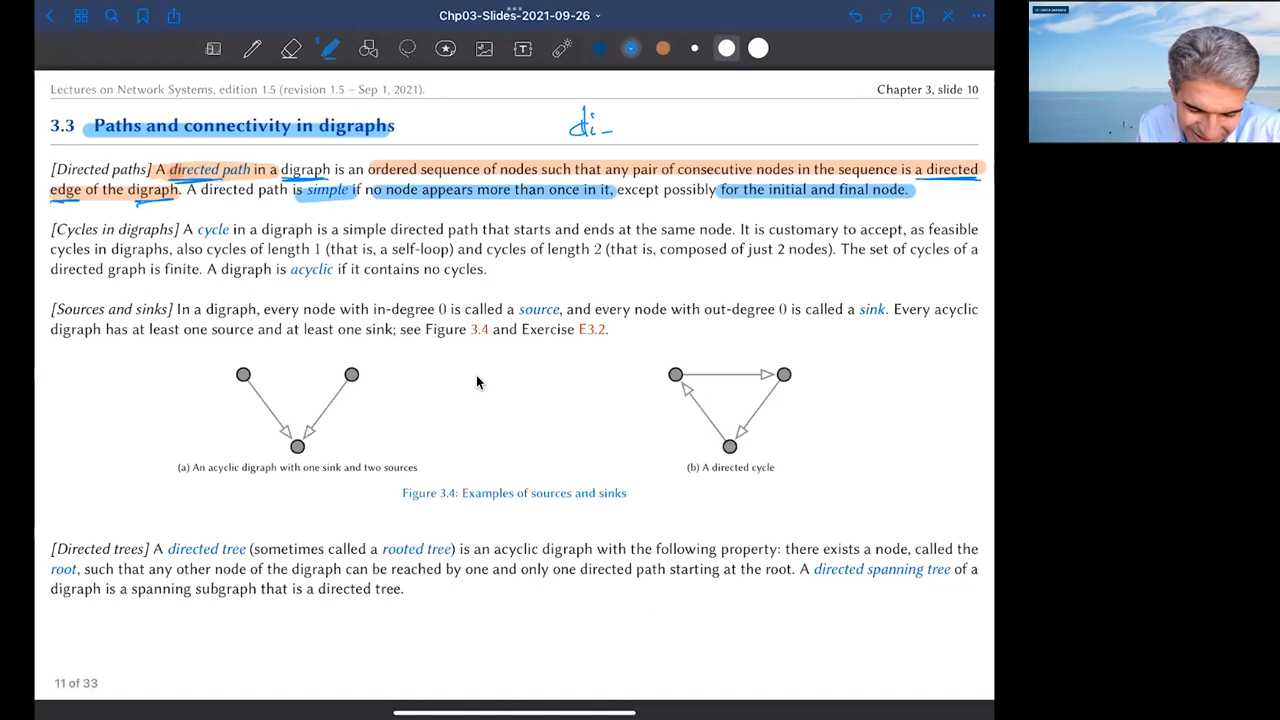 Chp03-Slides-2021-09-26
Lectures on Network Systems, edition 1.5 (revision 1.5 – Sep 1, 2021).
Chapter 3, slide 10
3.3 Paths and connectivity in digraphs
di-
[Directed paths] A directed path in a digraph is an ordered sequence of nodes such that any pair of consecutive nodes in the sequence is a directed
edge of the digraph. A directed path is simple if no node appears more than once in it, except possibly for the initial and final node.
[Cycles in digraphs] A cycle in a digraph is a simple directed path that starts and ends at the same node. It is customary to accept, as feasible
cycles in digraphs, also cycles of length 1 (that is, a self-loop) and cycles of length 2 (that is, composed of just 2 nodes). The set of cycles of a
directed graph is finite. A digraph is acyclic if it contains no cycles.
[Sources and sinks] In a digraph, every node with in-degree 0 is called a source, and every node with out-degree 0 is called a sink. Every acyclic
digraph has at least one source and at least one sink; see Figure 3.4 and Exercise E3.2.
(a) An acyclic digraph with one sink and two sources
(b) A directed cycle
Figure 3.4: Examples of sources and sinks
[Directed trees] A directed tree (sometimes called a rooted tree) is an acyclic digraph with the following property: there exists a node, called the
root, such that any other node of the digraph can be reached by one and only one directed path starting at the root. A directed spanning tree of a
digraph is a spanning subgraph that is a directed tree.
11 of 33